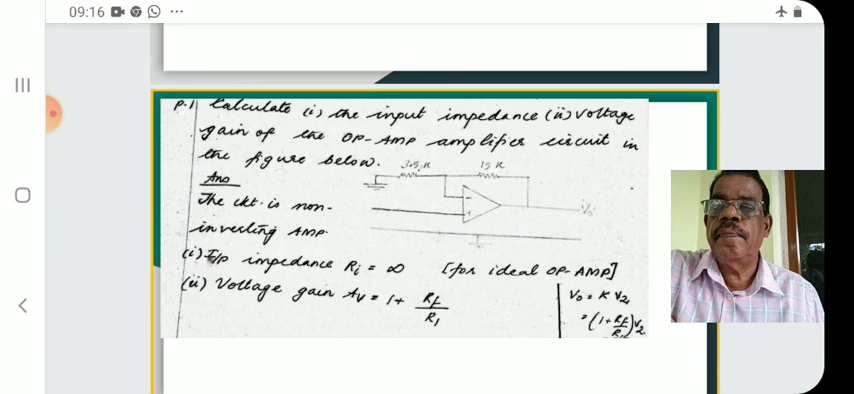 09:16
P.1 Calculate (i) the input impedance (ii) voltage
gain of the OP-AMP amplifier circuit in
the figure below.
3.5 K 15 K
Ans
The ckt. is non-
inverting AMP.
Vo
(i) I/P impedance Ri = ∞ [for ideal OP-AMP]
(ii) Voltage gain Av = 1+ Rf/R1
Vo = K V2
= (1+ Rf/R1) V2